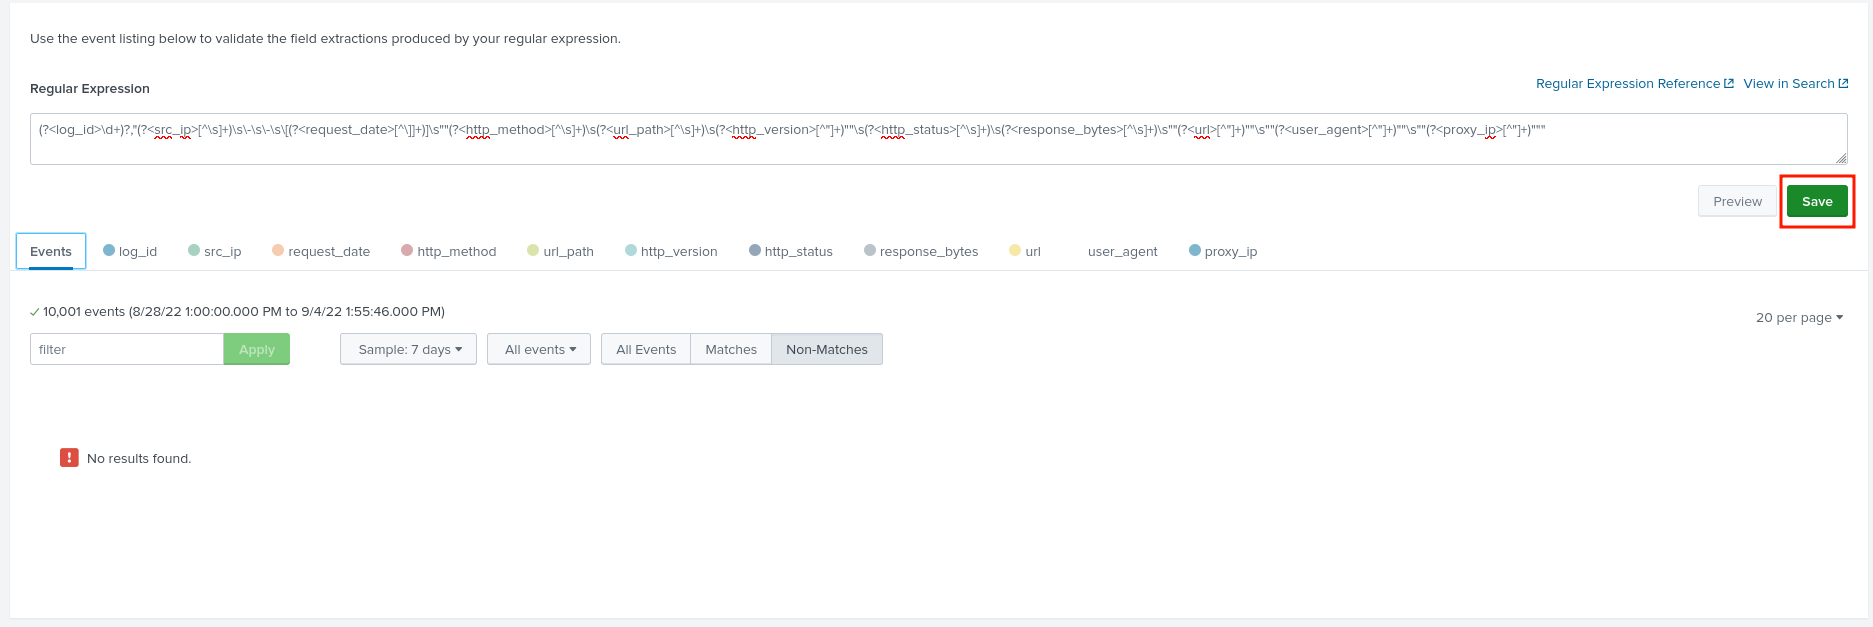 Use the event listing below to validate the field extractions produced by your regular expression.
Regular Expression
Regular Expression Reference View in Search
(?<log_id>\d+)?,"(?<src_ip>[^\s]+)\s\-\s\-\s\[(?<request_date>[^\]]+)]\s""(?<http_method>[^\s]+)\s(?<url_path>[^\s]+)\s(?<http_version>[^"]+)""\s(?<http_status>[^\s]+)\s(?<response_bytes>[^\s]+)\s""(?<url>[^"]+)""\s""(?<user_agent>[^"]+)""\s""(?<proxy_ip>[^"]+)"""
Preview Save
Events log_id src_ip request_date http_method url_path http_version http_status response_bytes url user_agent proxy_ip
10,001 events (8/28/22 1:00:00.000 PM to 9/4/22 1:55:46.000 PM)
20 per page
filter Apply Sample: 7 days All events All Events Matches Non-Matches
No results found.